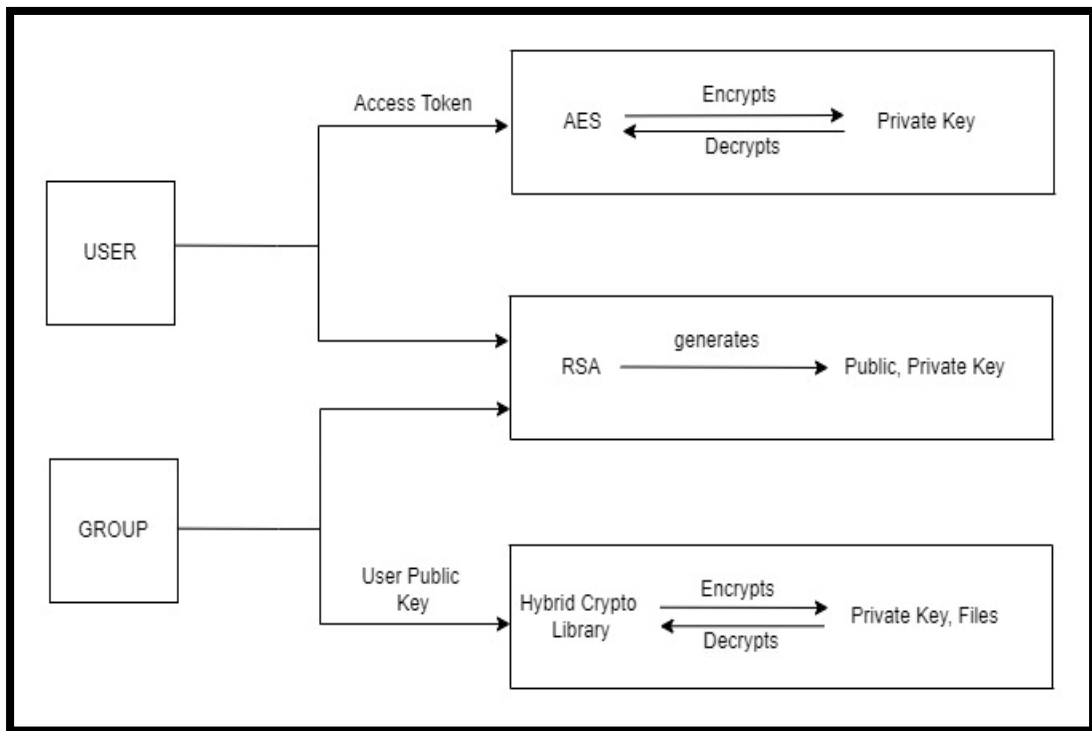 Access Token
AES
Encrypts
Decrypts
Private Key
USER
RSA
generates
Public, Private Key
GROUP
User Public
Key
Hybrid Crypto
Library
Encrypts
Decrypts
Private Key, Files